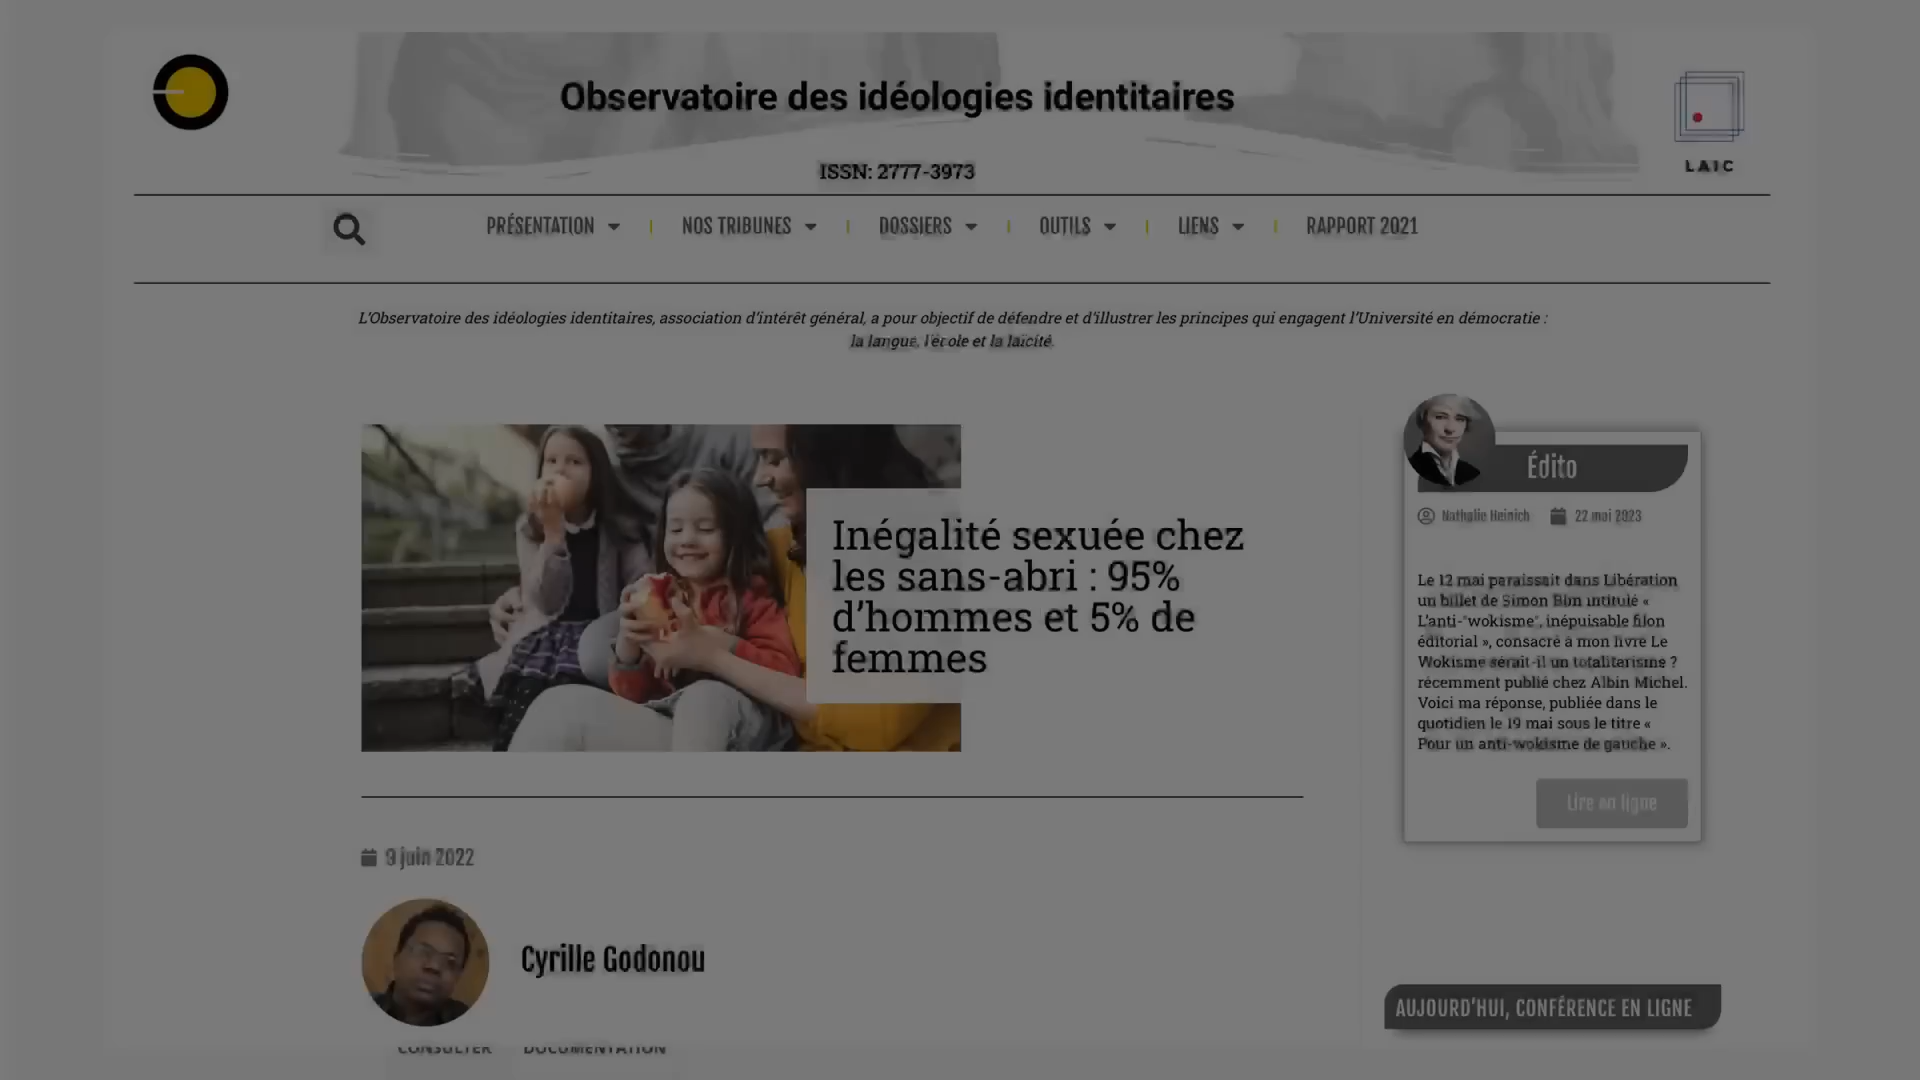 Observatoire des idéologies identitaires
LAIC
ISSN: 2777-3973
PRÉSENTATION
NOS TRIBUNES
DOSSIERS
OUTILS
LIENS
RAPPORT 2021
L'Observatoire des idéologies identitaires, association d'intérêt général, a pour objectif de défendre et d'illustrer les principes qui engagent l'Université en démocratie :
la langue, l'école et la laïcité.
Inégalité sexuée chez
les sans-abri : 95%
d'hommes et 5% de
femmes
9 juin 2022
Cyrille Godonou
CONSULTER
DOCUMENTATION
Édito
Nathalie Heinich
22 mai 2023
Le 12 mai paraissait dans Libération
un billet de Simon Blin intitulé «
L'anti-"wokisme", inépuisable filon
éditorial », consacré à mon livre Le
Wokisme serait-il un totalitarisme ?
récemment publié chez Albin Michel.
Voici ma réponse, publiée dans le
quotidien le 19 mai sous le titre «
Pour un anti-wokisme de gauche ».
Lire en ligne
AUJOURD'HUI, CONFÉRENCE EN LIGNE